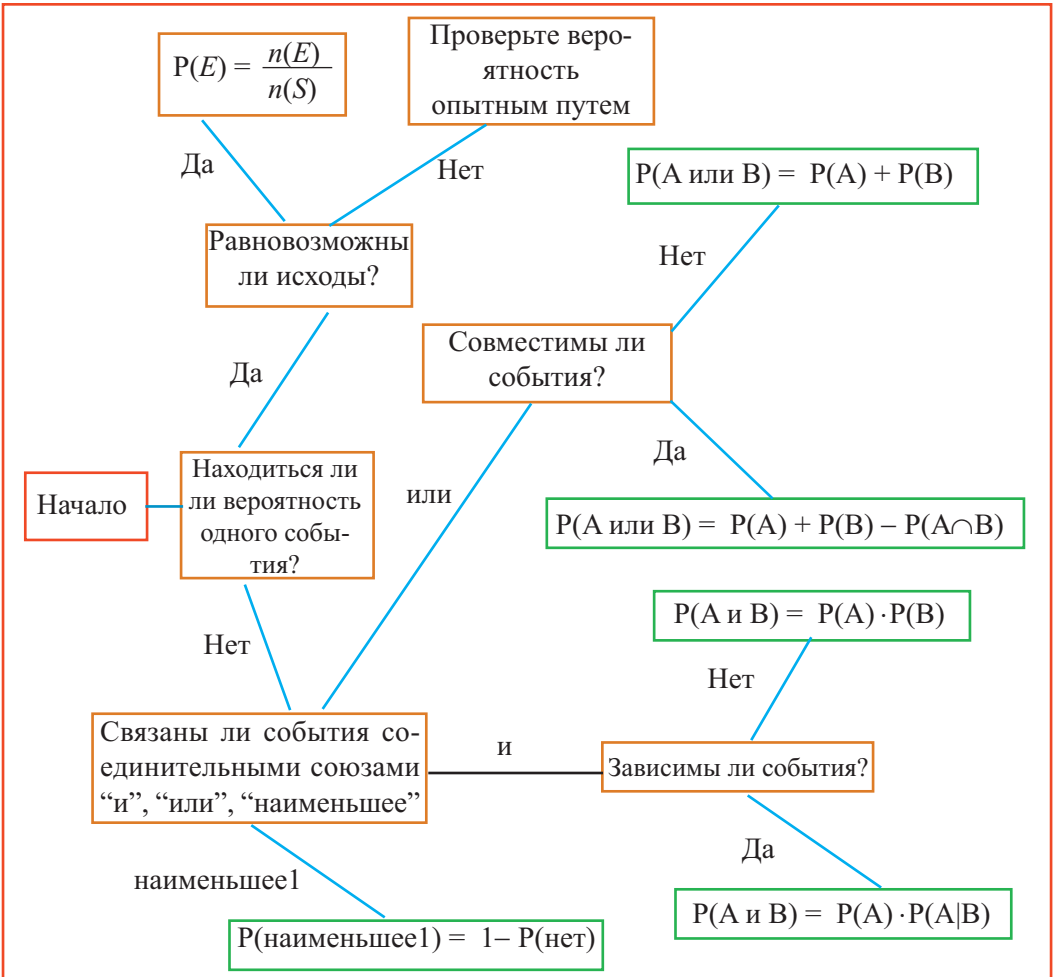 P(E) = n(E)
n(S)
Проверьте веро-
ятность
опытным путем
Да
Нет
P(A или B) = P(A) + P(B)
Равновозможны
ли исходы?
Нет
Совместимы ли
события?
Да
Да
Начало
Находиться ли
ли вероятность
одного собы-
тия?
или
P(A или B) = P(A) + P(B) – P(A∩B)
Нет
P(A и B) = P(A) ·P(B)
Нет
Связаны ли события со-
единительными союзами
“и”, “или”, “наименьшее”
и
Зависимы ли события?
Да
наименьшее1
P(A и B) = P(A) ·P(A|B)
P(наименьшее1) = 1– P(нет)